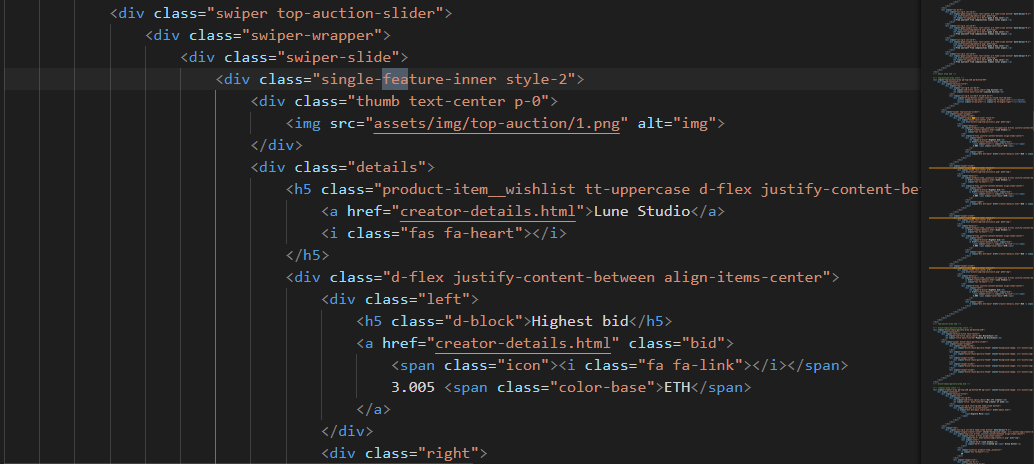 <div class="swiper top-auction-slider">
<div class="swiper-wrapper">
<div class="swiper-slide">
<div class="single-feature-inner style-2">
<div class="thumb text-center p-0">
<img src="assets/img/top-auction/1.png" alt="img">
</div>
<div class="details">
<h5 class="product-item__wishlist tt-uppercase d-flex justify-content-be
<a href="creator-details.html">Lune Studio</a>
<i class="fas fa-heart"></i>
</h5>
<div class="d-flex justify-content-between align-items-center">
<div class="left">
<h5 class="d-block">Highest bid</h5>
<a href="creator-details.html" class="bid">
<span class="icon"><i class="fa fa-link"></i></span>
3.005 <span class="color-base">ETH</span>
</a>
</div>
<div class="right">